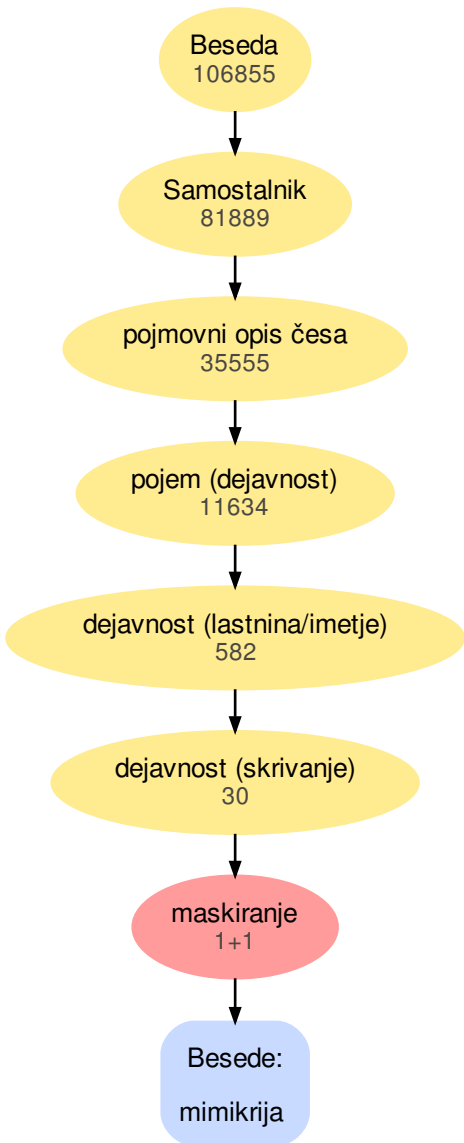 Beseda
106855
Samostalnik
81889
pojmovni opis česa
35555
pojem (dejavnost)
11634
dejavnost (lastnina/imetje)
582
dejavnost (skrivanje)
30
maskiranje
1+1
Besede:
mimikrija